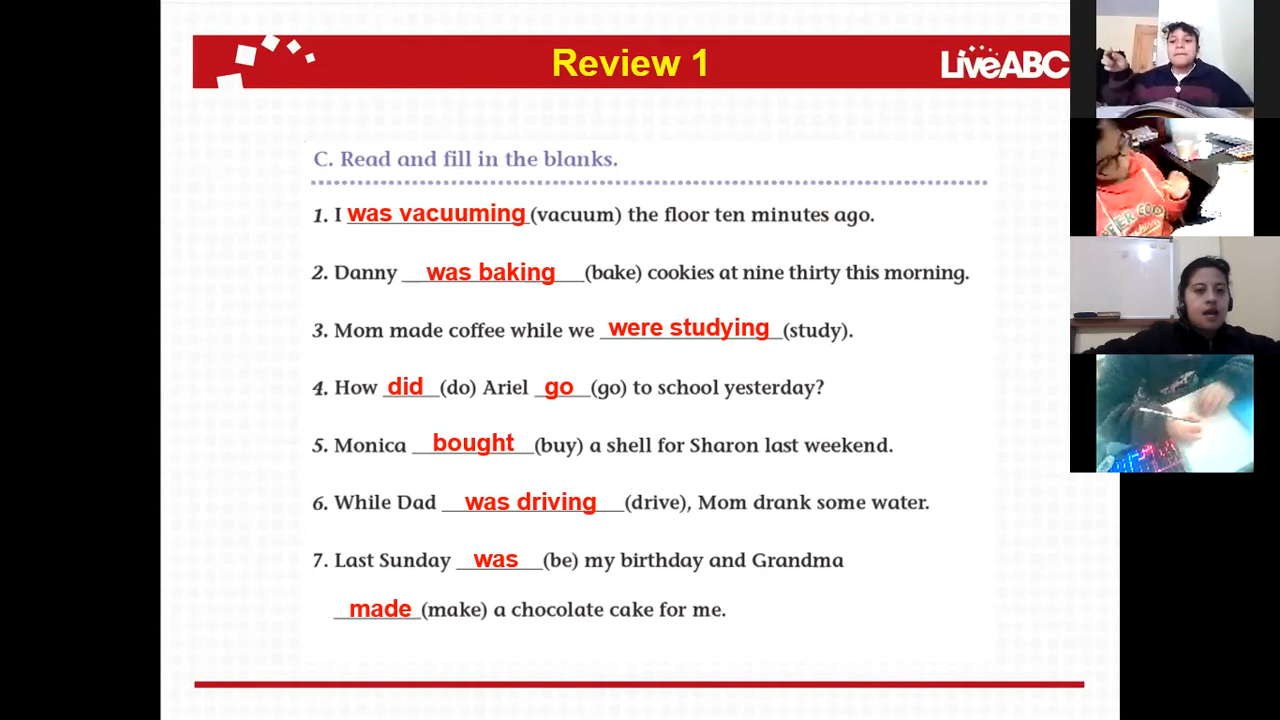 Review 1
LiveABC
C. Read and fill in the blanks.
1. I was vacuuming (vacuum) the floor ten minutes ago.
2. Danny was baking (bake) cookies at nine thirty this morning.
3. Mom made coffee while we were studying (study).
4. How did (do) Ariel go (go) to school yesterday?
5. Monica bought (buy) a shell for Sharon last weekend.
6. While Dad was driving (drive), Mom drank some water.
7. Last Sunday was (be) my birthday and Grandma
made (make) a chocolate cake for me.